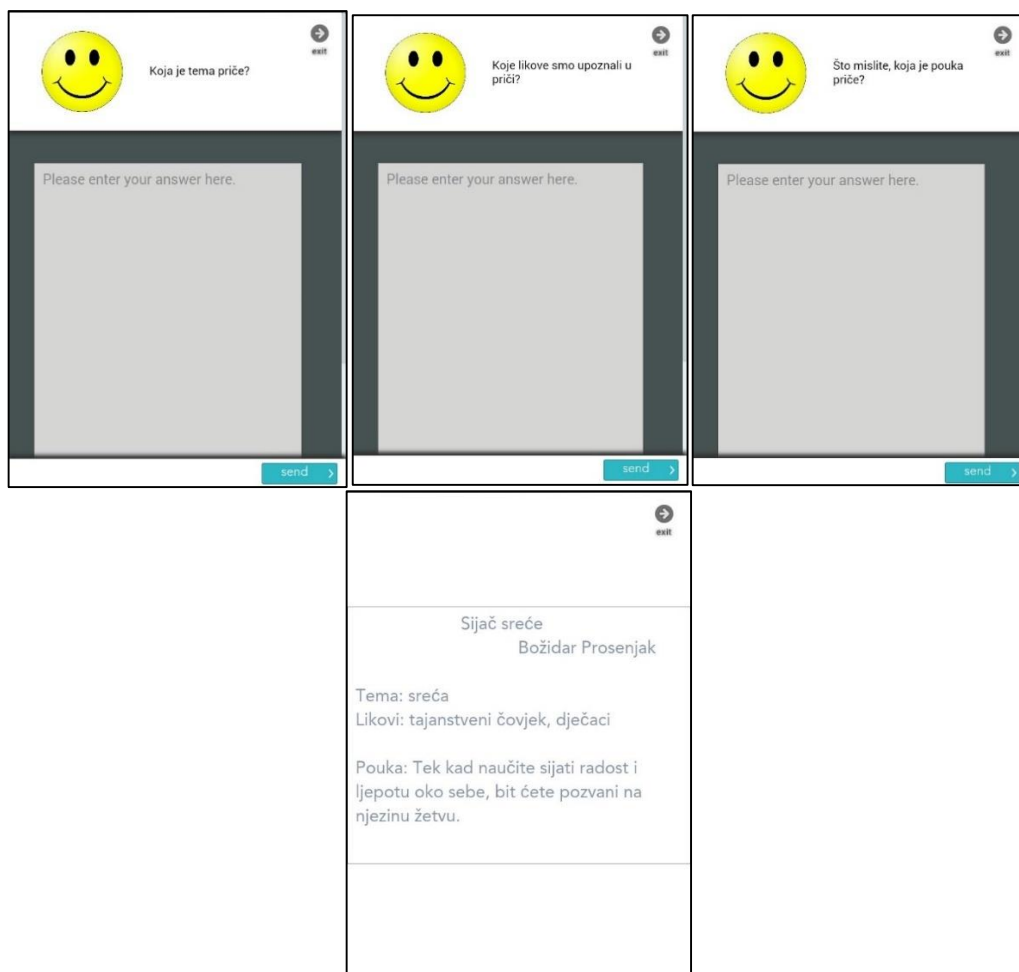 exit
Koja je tema priče?
Please enter your answer here.
send
exit
Koje likove smo upoznali u
priči?
Please enter your answer here.
send
exit
Što mislite, koja je pouka
priče?
Please enter your answer here.
send
exit
Sijač sreće
Božidar Prosenjak
Tema: sreća
Likovi: tajanstveni čovjek, dječaci
Pouka: Tek kad naučite sijati radost i
ljepotu oko sebe, bit ćete pozvani na
njezinu žetvu.